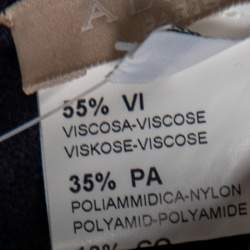 55% VI
VISCOSA-VISCOSE
VISKOSE-VISCOSE
35% PA
POLIAMMIDICA-NYLON
POLYAMID-POLYAMIDE